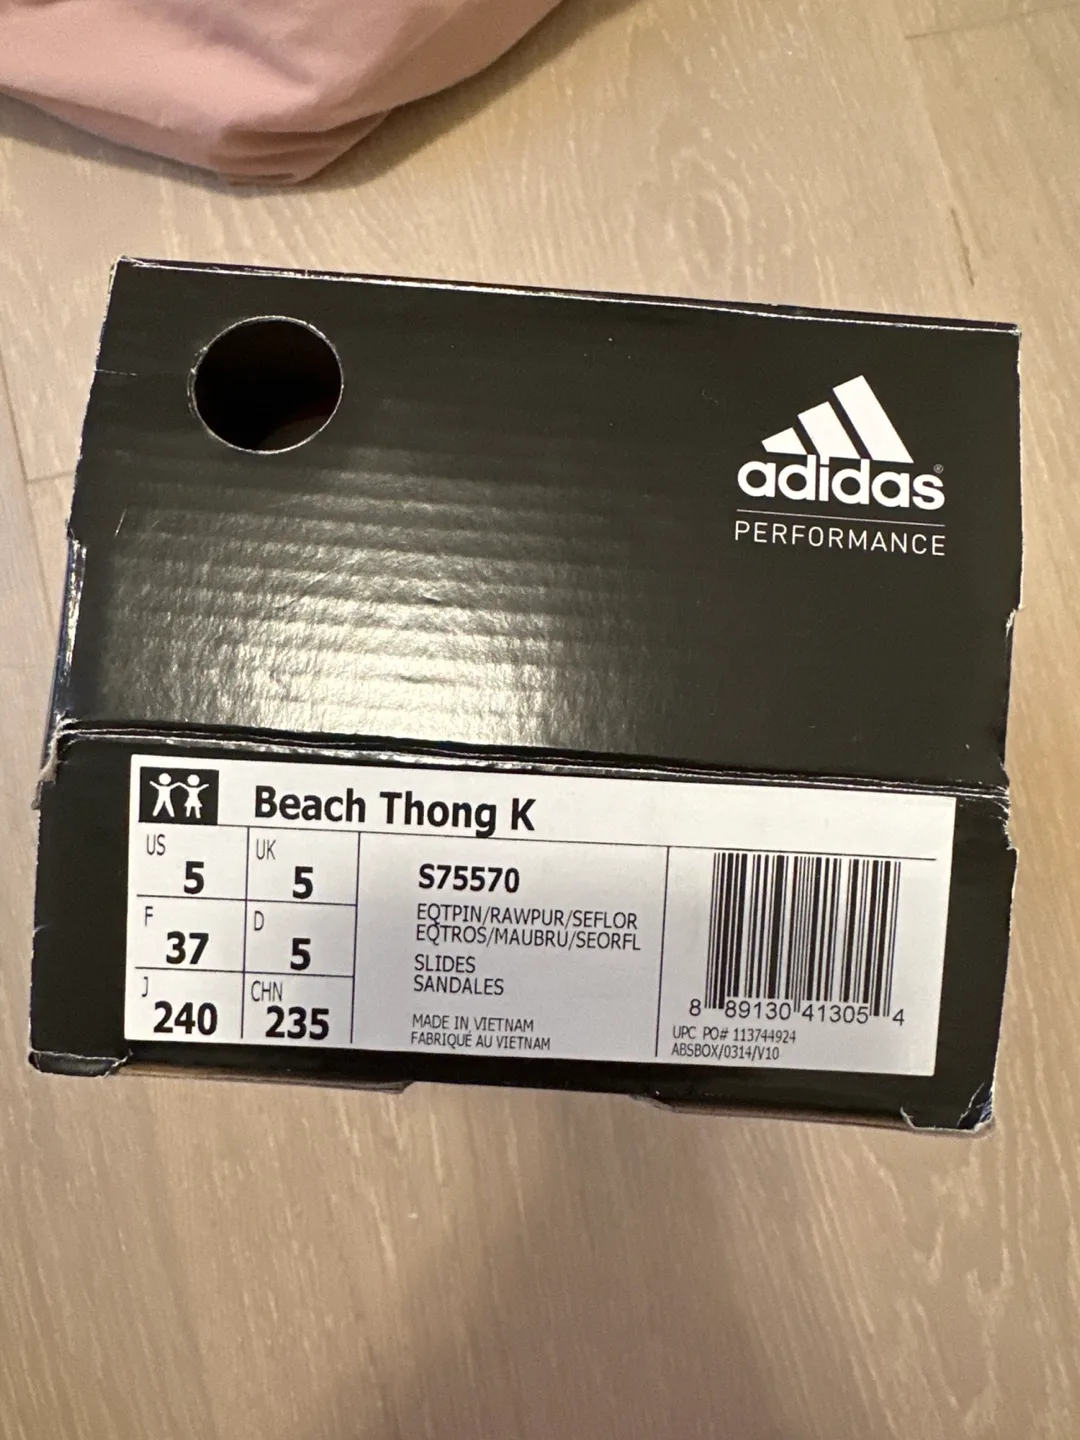 adidas®
PERFORMANCE
Beach Thong K
US 5 UK 5
F 37 D 5
J 240 CHN 235
S75570
EQTPIN/RAWPUR/SEFLOR
EQTROS/MAUBRU/SEORFL
SLIDES
SANDALES
MADE IN VIETNAM
FABRIQUÉ AU VIETNAM
8 89130 41305 4
UPC PO# 113744924
ABSBOX/0314/V10